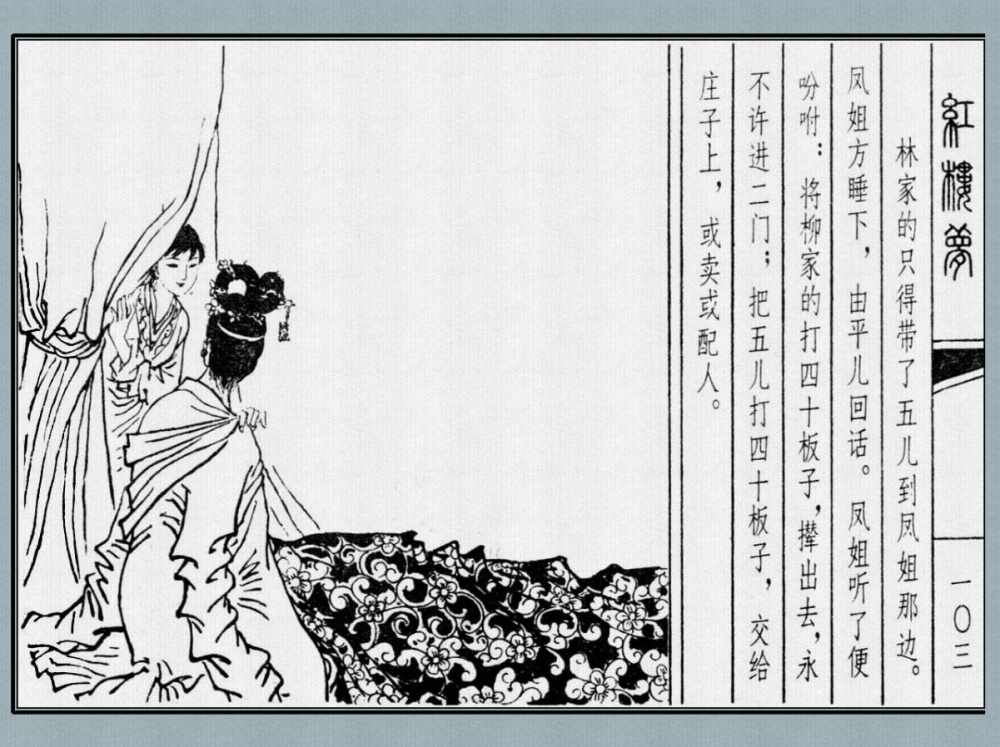 紅樓夢
一〇三
林家的只得带了五儿到凤姐那边。
凤姐方睡下，由平儿回话。凤姐听了便
吩咐：将柳家的打四十板子，撵出去，永
不许进二门；把五儿打四十板子，交给
庄子上，或卖或配人。